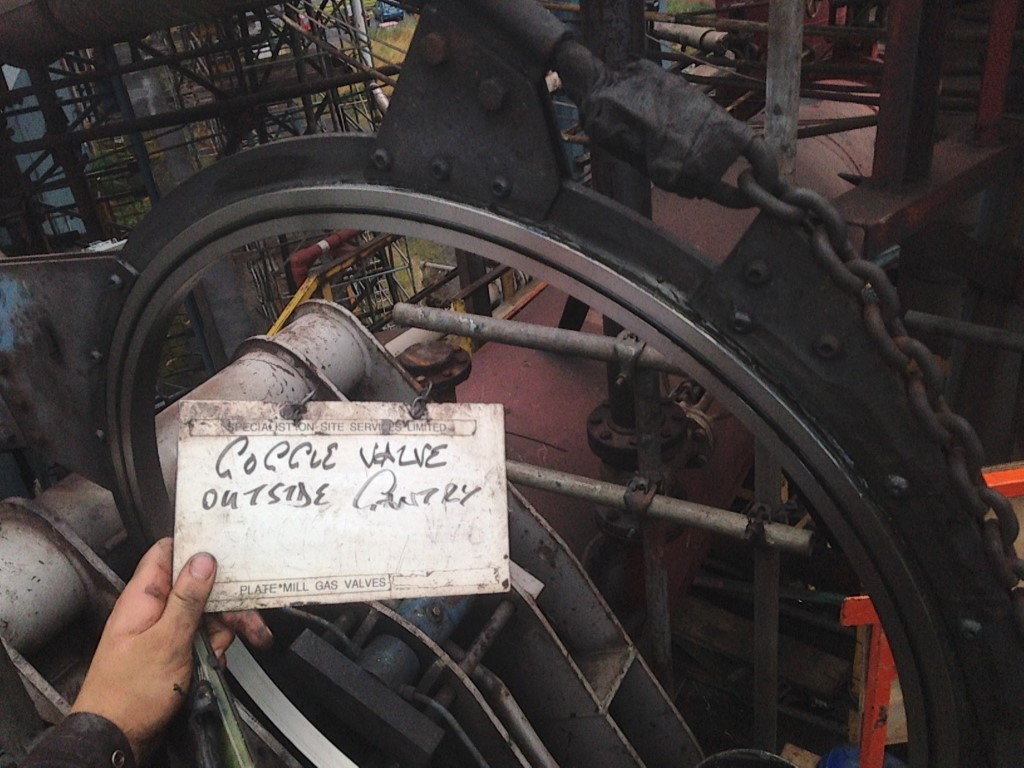 SPECIALIST ON-SITE SERVICES LIMITED
GOGGLE VALVE
OUTSIDE GANTRY
PLATE MILL GAS VALVES